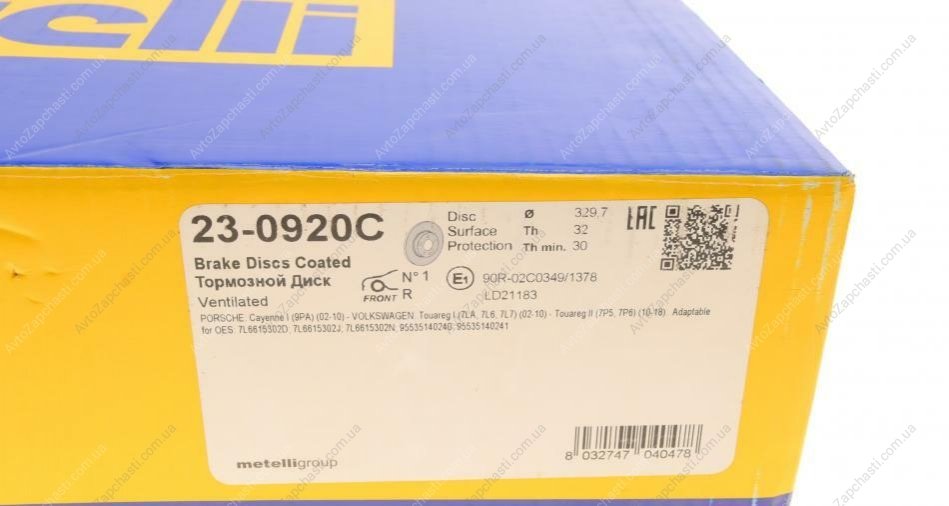 elli
23-0920C
Brake Discs Coated
Тормозной Диск
Ventilated
FRONT
N° 1
R
Disc ø 329,7
Surface Th 32
Protection Th min. 30
EAC
E1 90R-02C0349/1378
LD21183
PORSCHE. Cayenne I (9PA) (02-10) - VOLKSWAGEN. Touareg I (7LA, 7L6, 7L7) (02-10) - Touareg II (7P5, 7P6) (10-18). Adaptable
for OES: 7L6615302D, 7L6615302J, 7L6615302N, 95535140240, 95535140241
metelligroup
8 032747 040478
AvtoZapchasti.com.ua